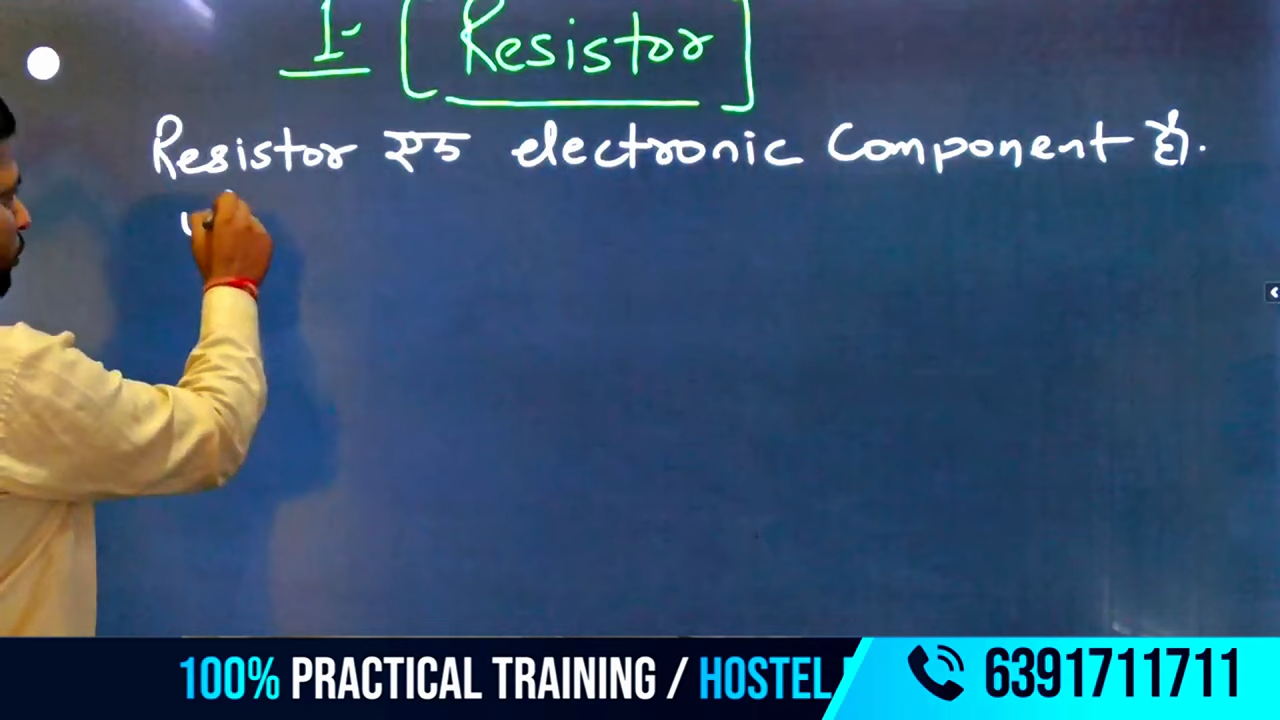 1- [Resistor]
Resistor एक electronic component है.
100% PRACTICAL TRAINING / HOSTEL
6391711711